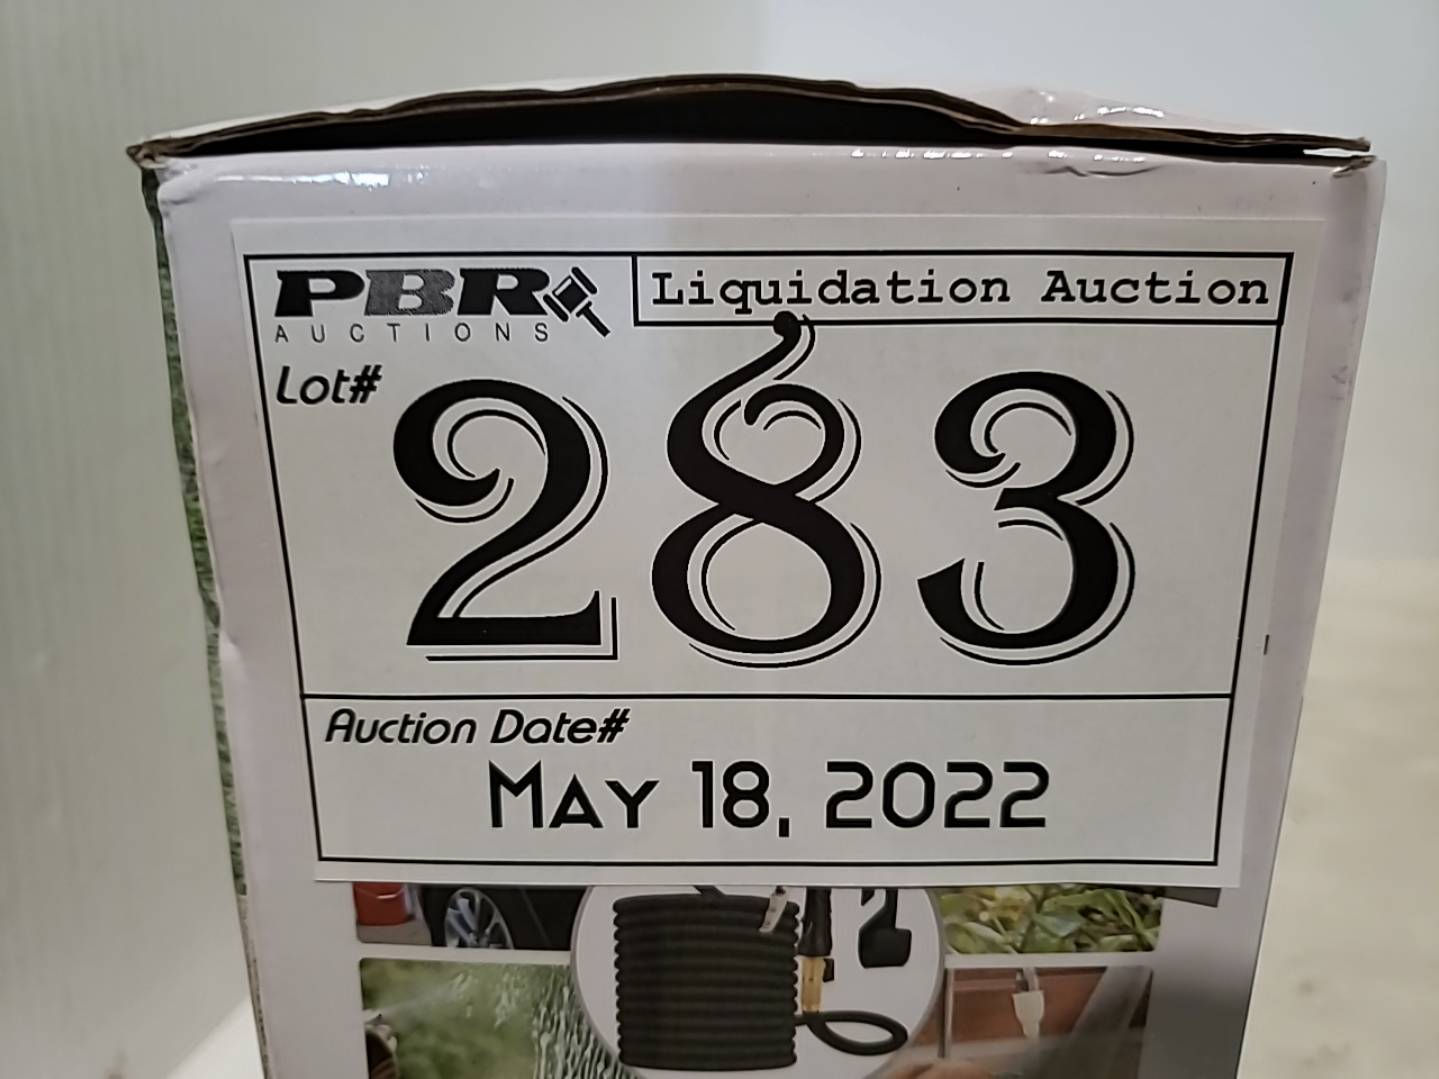 PBR
AUCTIONS
Liquidation Auction
Lot#
283
Auction Date#
May 18, 2022